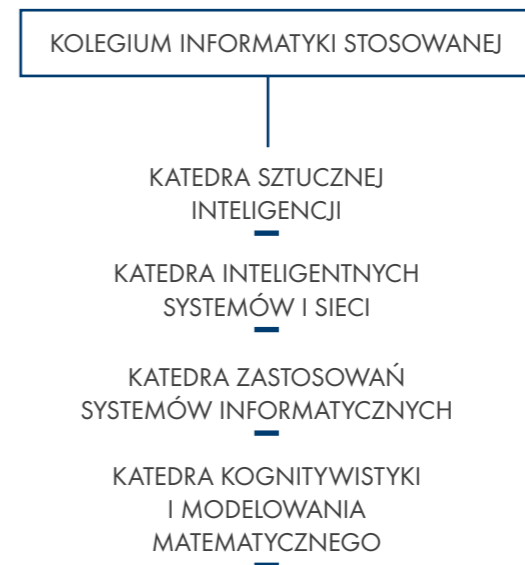 KOLEGIUM INFORMATYKI STOSOWANEJ
KATEDRA SZTUCZNEJ
INTELIGENCJI
KATEDRA INTELIGENTNYCH
SYSTEMÓW I SIECI
KATEDRA ZASTOSOWAŃ
SYSTEMÓW INFORMATYCZNYCH
KATEDRA KOGNITYWISTYKI
I MODELOWANIA
MATEMATYCZNEGO